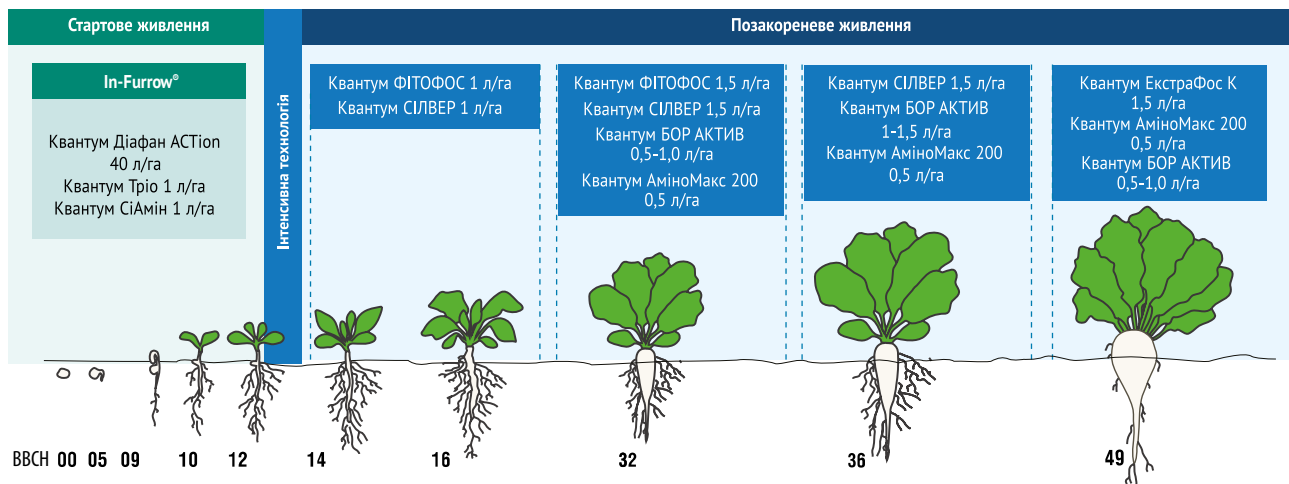 Стартове живлення
Позакореневе живлення
In-Furrow®
Квантум Діафан ACTion
40 л/га
Квантум Тріо 1 л/га
Квантум СіАмін 1 л/га
Інтенсивна технологія
Квантум ФІТОФОС 1 л/га
Квантум СІЛВЕР 1 л/га
Квантум ФІТОФОС 1,5 л/га
Квантум СІЛВЕР 1,5 л/га
Квантум БОР АКТИВ
0,5-1,0 л/га
Квантум АміноМакс 200
0,5 л/га
Квантум СІЛВЕР 1,5 л/га
Квантум БОР АКТИВ
1-1,5 л/га
Квантум АміноМакс 200
0,5 л/га
Квантум ЕкстраФос К
1,5 л/га
Квантум АміноМакс 200
0,5 л/га
Квантум БОР АКТИВ
0,5-1,0 л/га
BBCH 00 05 09 10 12 14 16 32 36 49